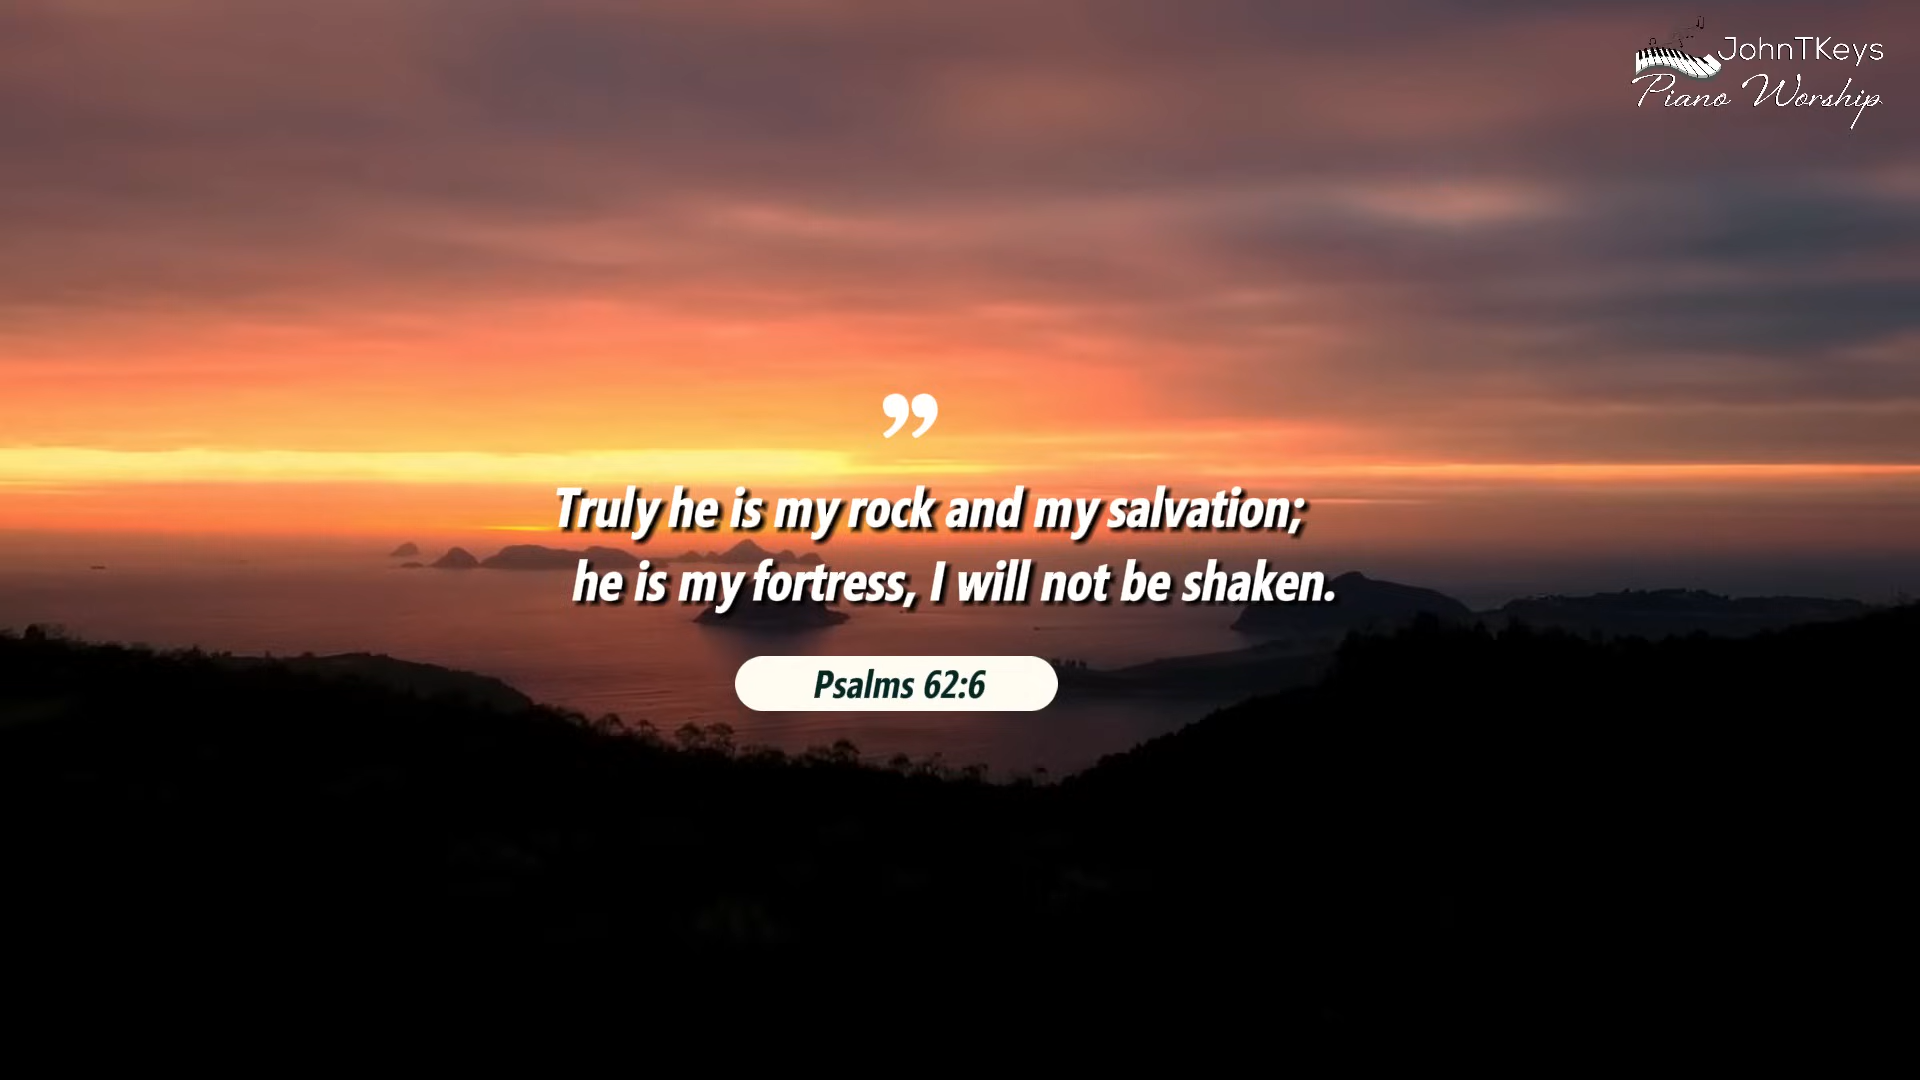 JohnTKeys
Piano Worship
”
Truly he is my rock and my salvation;
he is my fortress, I will not be shaken.
Psalms 62:6